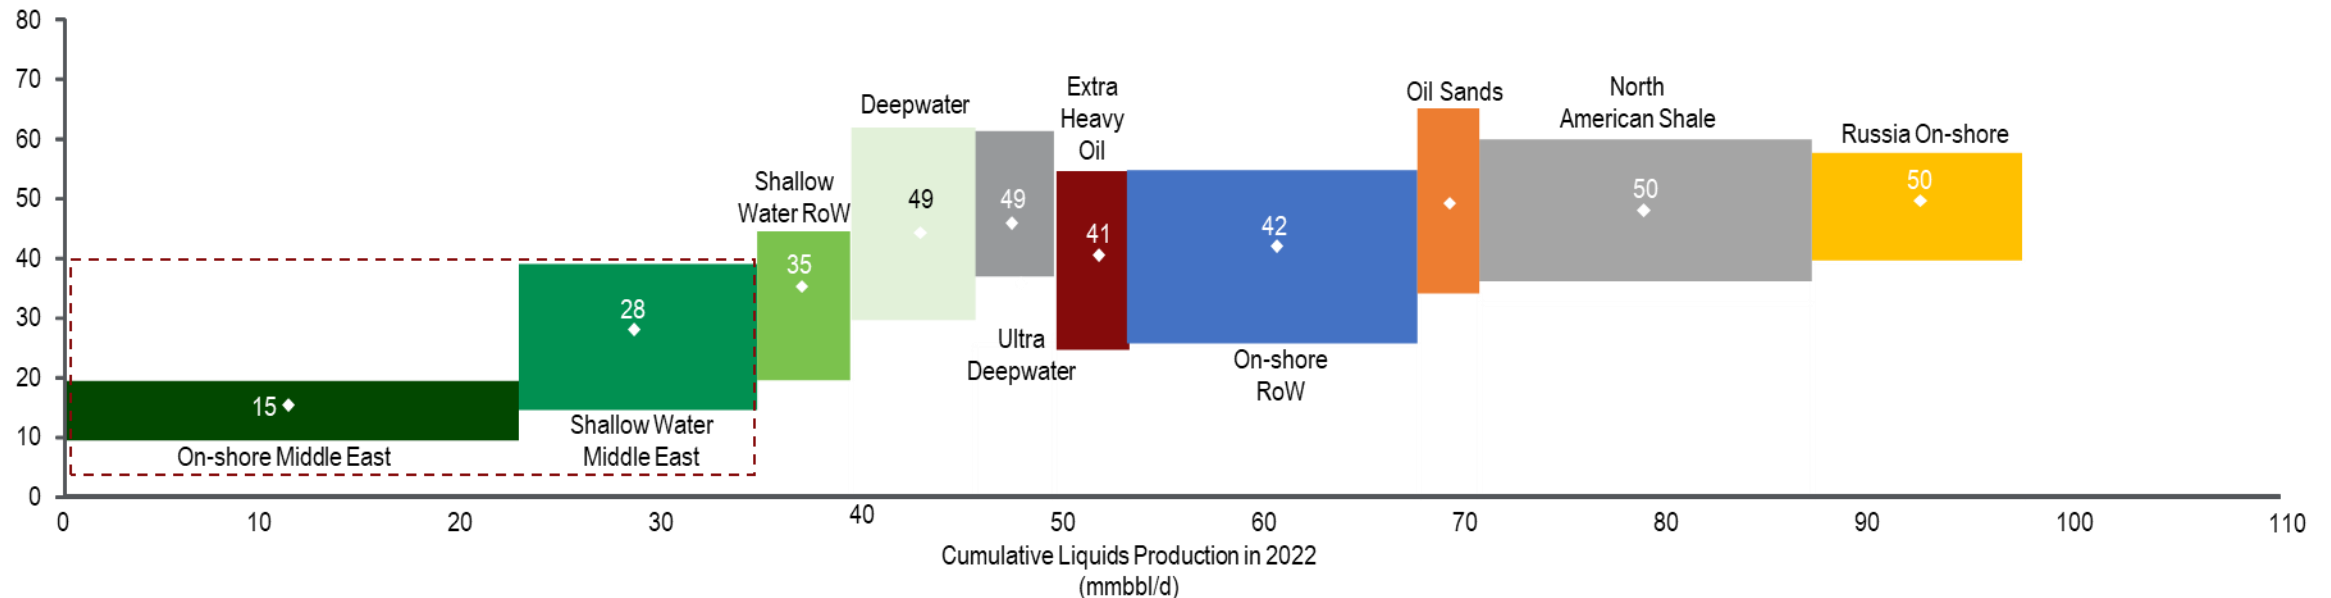 80
70
60
50
40
30
20
10
0
On-shore Middle East
15
Shallow Water
Middle East
28
Shallow
Water RoW
35
Deepwater
49
49
Ultra
Deepwater
Extra
Heavy
Oil
41
42
On-shore
RoW
Oil Sands
North
American Shale
50
Russia On-shore
50
0 10 20 30 40 50 60 70 80 90 100 110
Cumulative Liquids Production in 2022
(mmbbl/d)